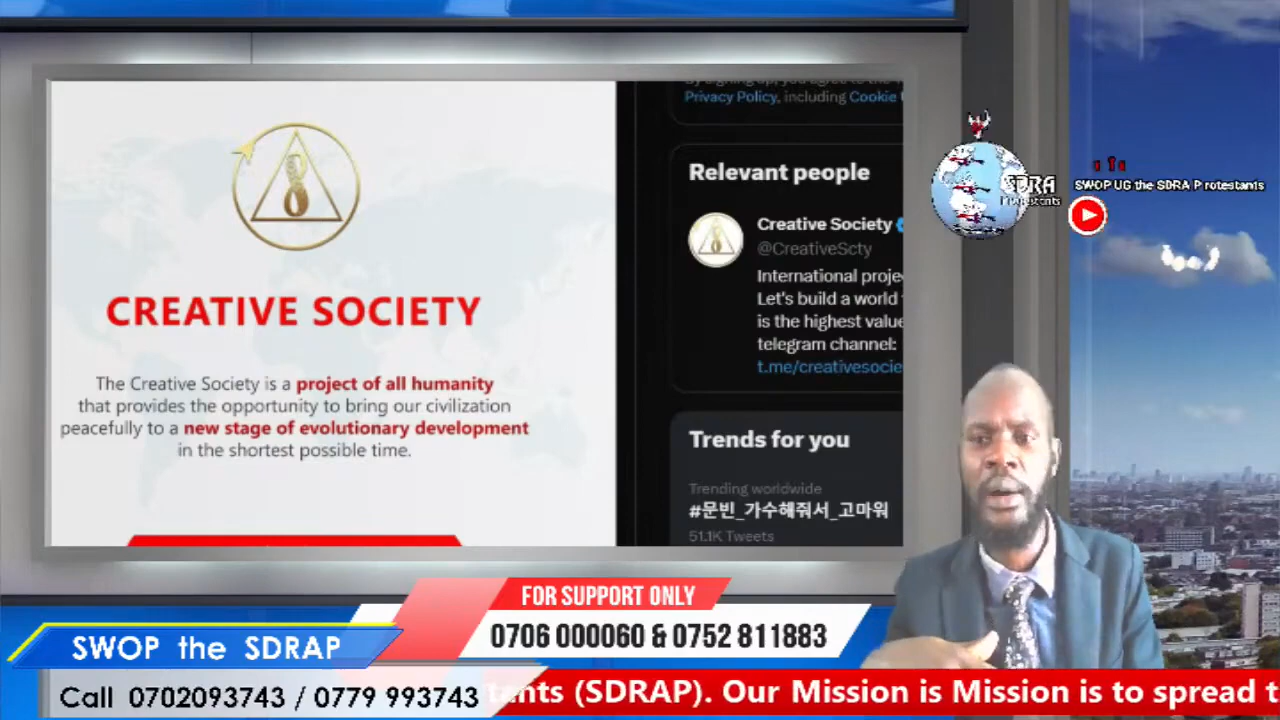 CREATIVE SOCIETY
The Creative Society is a project of all humanity
that provides the opportunity to bring our civilization
peacefully to a new stage of evolutionary development
in the shortest possible time.
Privacy Policy, including Cookie
Relevant people
Creative Society
@CreativeScty
International
Let's build a world
is the highest value
telegram channel:
t.me/creativesocie
Trends for you
Trending worldwide
#문빈_가수해줘서_고마워
51.1K Tweets
SDRA
Protestants
SWOP UG the SDRA Protestants
FOR SUPPORT ONLY
0706 000060 & 0752 811883
SWOP the SDRAP
Call 0702093743 / 0779 993743
tants (SDRAP). Our Mission is Mission is to spread t